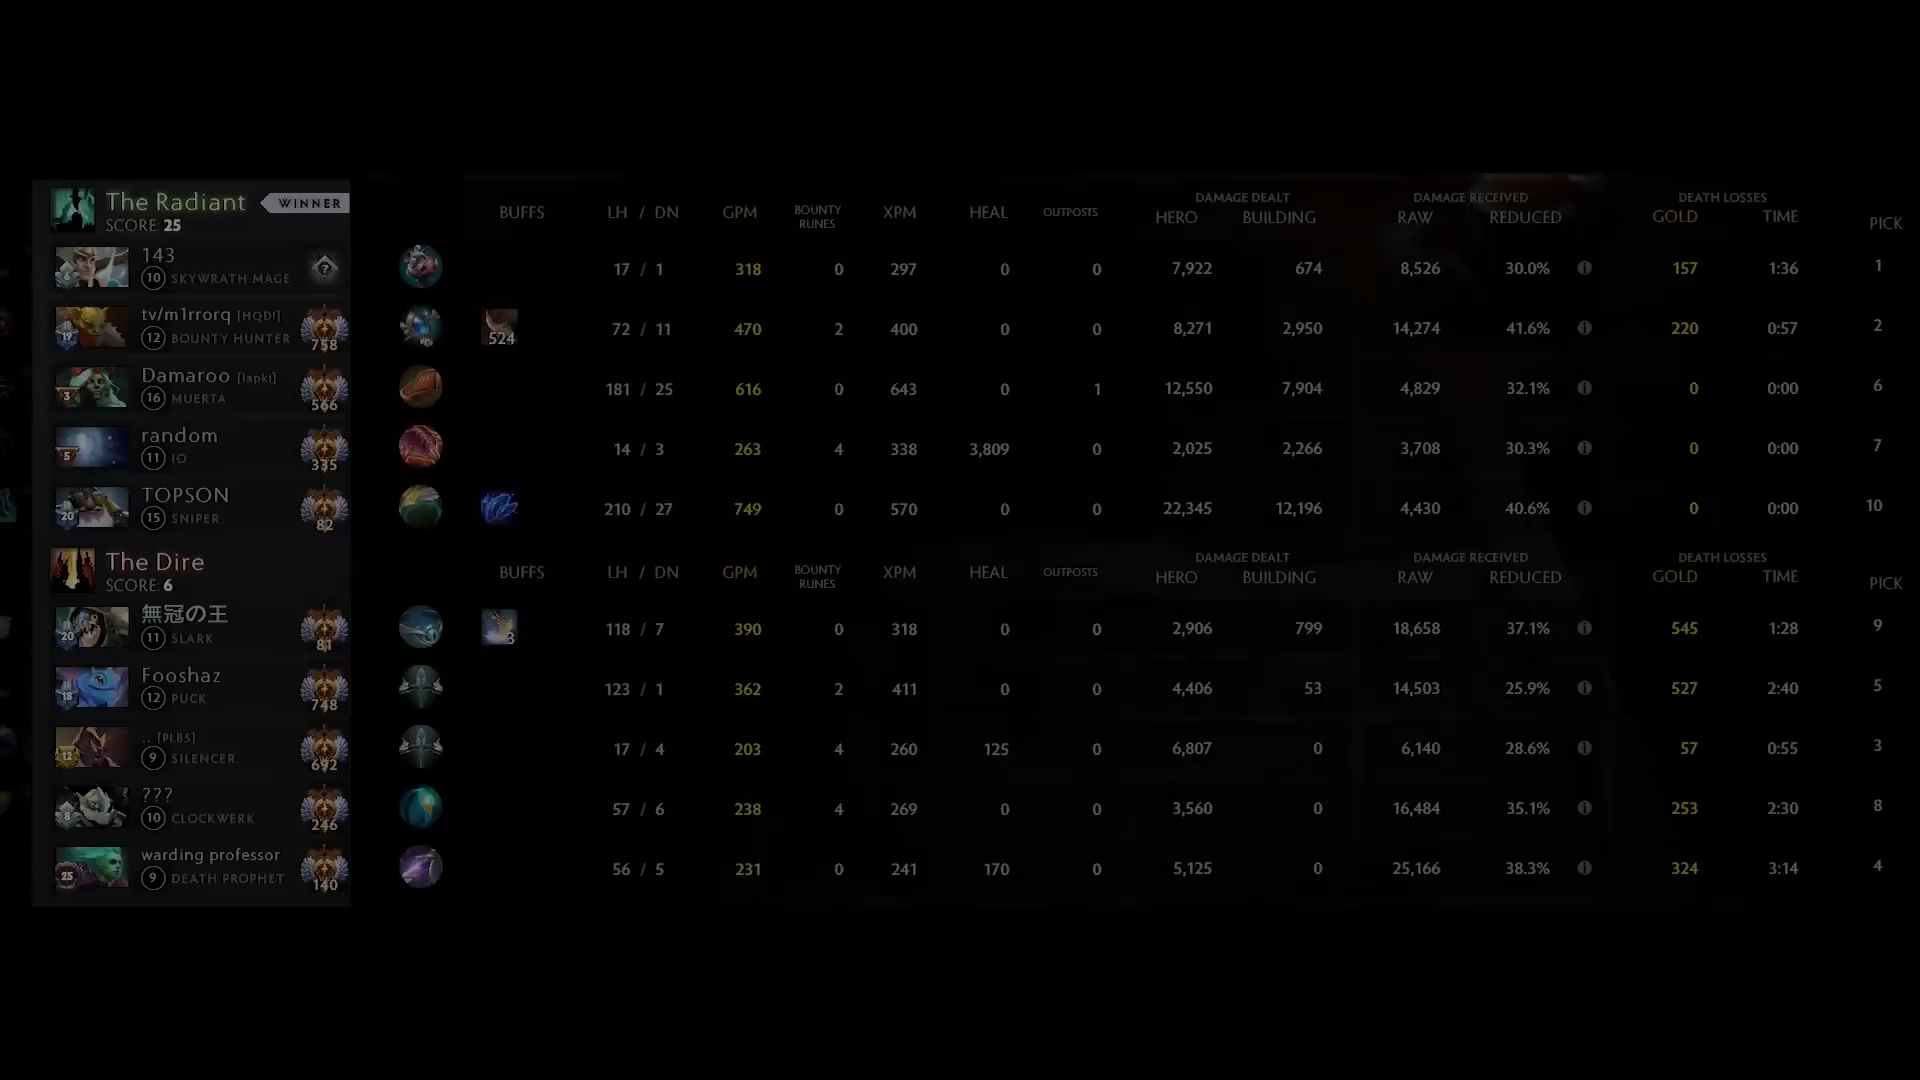 The Radiant WINNER
SCORE: 25
BUFFS LH / DN GPM BOUNTY RUNES XPM HEAL OUTPOSTS DAMAGE DEALT HERO BUILDING DAMAGE RECEIVED RAW REDUCED DEATH LOSSES GOLD TIME PICK
6 143 10 SKYWRATH MAGE ? 17 / 1 318 0 297 0 0 7,922 674 8,526 30.0% 157 1:36 1
19 tv/m1rrorq [HQDI] 12 BOUNTY HUNTER 758 524 72 / 11 470 2 400 0 0 8,271 2,950 14,274 41.6% 220 0:57 2
3 Damaroo [lapki] 16 MUERTA 566 181 / 25 616 0 643 0 1 12,550 7,904 4,829 32.1% 0 0:00 6
5 random 11 IO 335 14 / 3 263 4 338 3,809 0 2,025 2,266 3,708 30.3% 0 0:00 7
20 TOPSON 15 SNIPER 82 210 / 27 749 0 570 0 0 22,345 12,196 4,430 40.6% 0 0:00 10
The Dire
SCORE: 6
BUFFS LH / DN GPM BOUNTY RUNES XPM HEAL OUTPOSTS DAMAGE DEALT HERO BUILDING DAMAGE RECEIVED RAW REDUCED DEATH LOSSES GOLD TIME PICK
20 無冠の王 11 SLARK 81 3 118 / 7 390 0 318 0 0 2,906 799 18,658 37.1% 545 1:28 9
18 Fooshaz 12 PUCK 748 123 / 1 362 2 411 0 0 4,406 53 14,503 25.9% 527 2:40 5
12 .. [PLBS] 9 SILENCER 692 17 / 4 203 4 260 125 0 6,807 0 6,140 28.6% 57 0:55 3
8 ??? 10 CLOCKWERK 246 57 / 6 238 4 269 0 0 3,560 0 16,484 35.1% 253 2:30 8
25 warding professor 9 DEATH PROPHET 140 56 / 5 231 0 241 170 0 5,125 0 25,166 38.3% 324 3:14 4